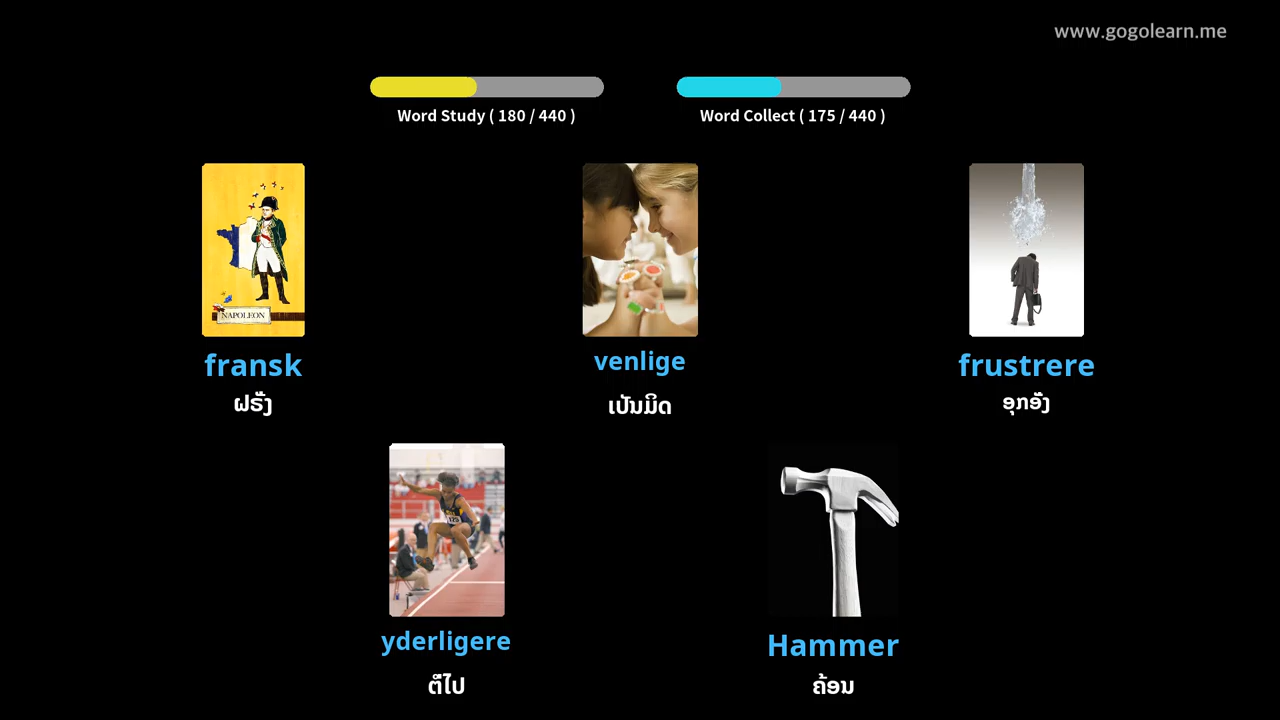 www.gogolearn.me
Word Study ( 180 / 440 )
Word Collect ( 175 / 440 )
NAPOLEON
fransk
venlige
frustrere
ຝຣັ່ງ
ເປັນມິດ
ອຸກອັ່ງ
yderligere
Hammer
ຕໍ່ໄປ
ຄ້ອນ